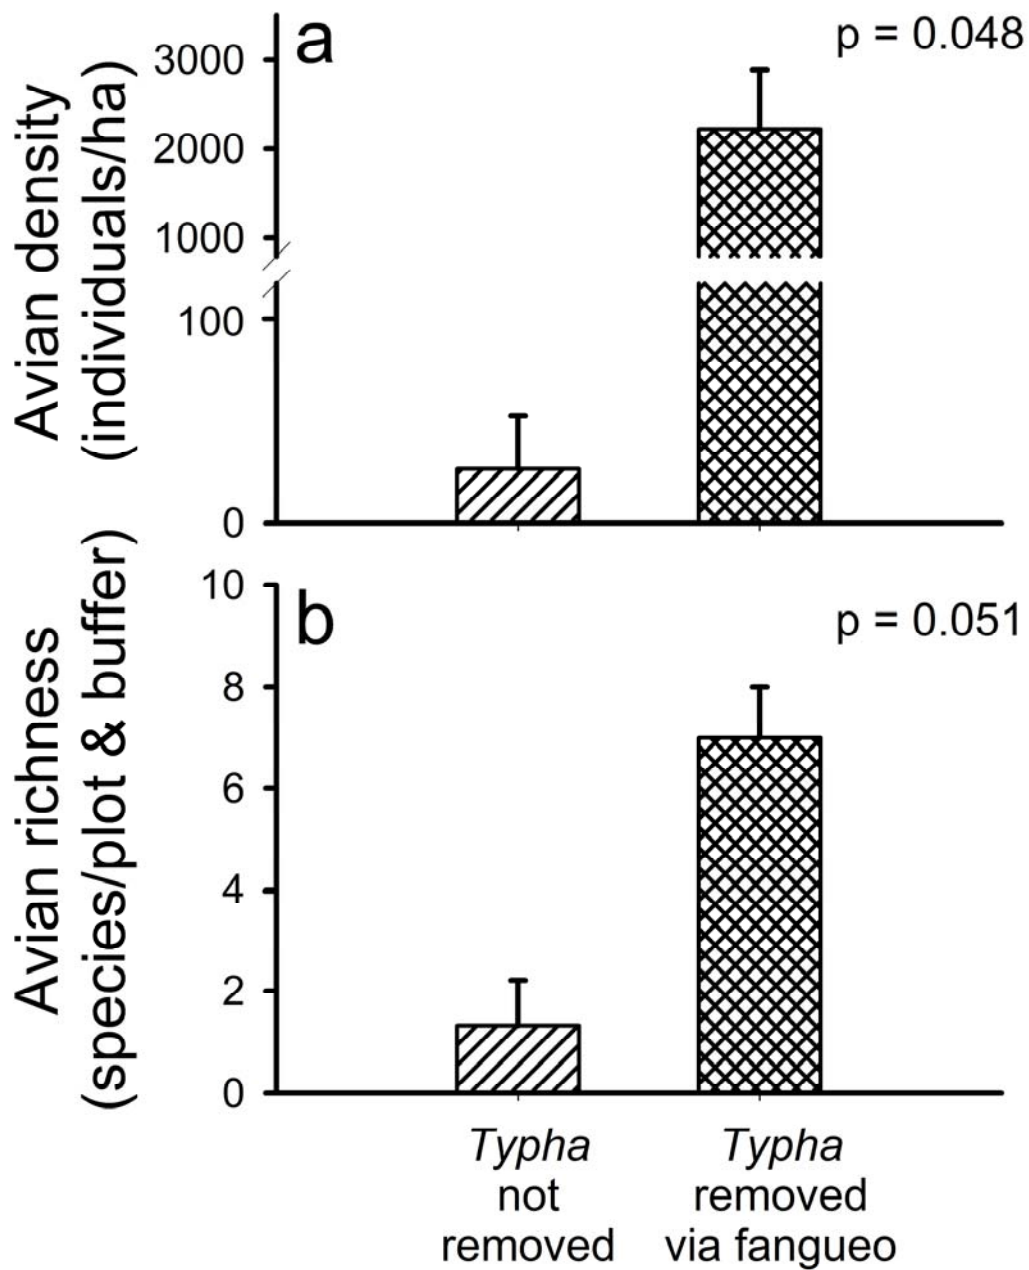 a
p = 0.048
Avian density
(individuals/ha)
3000
2000
1000
100
0
b
p = 0.051
Avian richness
(species/plot & buffer)
10
8
6
4
2
0
Typha
not
removed
Typha
removed
via fangueo